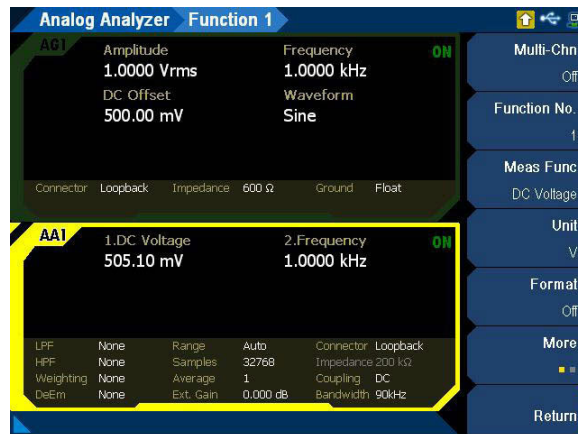 Analog Analyzer Function 1
AG1
Amplitude Frequency ON
1.0000 Vrms 1.0000 kHz
DC Offset Waveform
500.00 mV Sine
Connector Loopback Impedance 600 Ω Ground Float
AA1
1.DC Voltage 2.Frequency ON
505.10 mV 1.0000 kHz
LPF None Range Auto Connector Loopback
HPF None Samples 32768 Impedance 200 kΩ
Weighting None Average 1 Coupling DC
DeEm None Ext. Gain 0.000 dB Bandwidth 90kHz
Multi-Chn
Off
Function No.
1
Meas Func
DC Voltage
Unit
V
Format
Off
More
Return